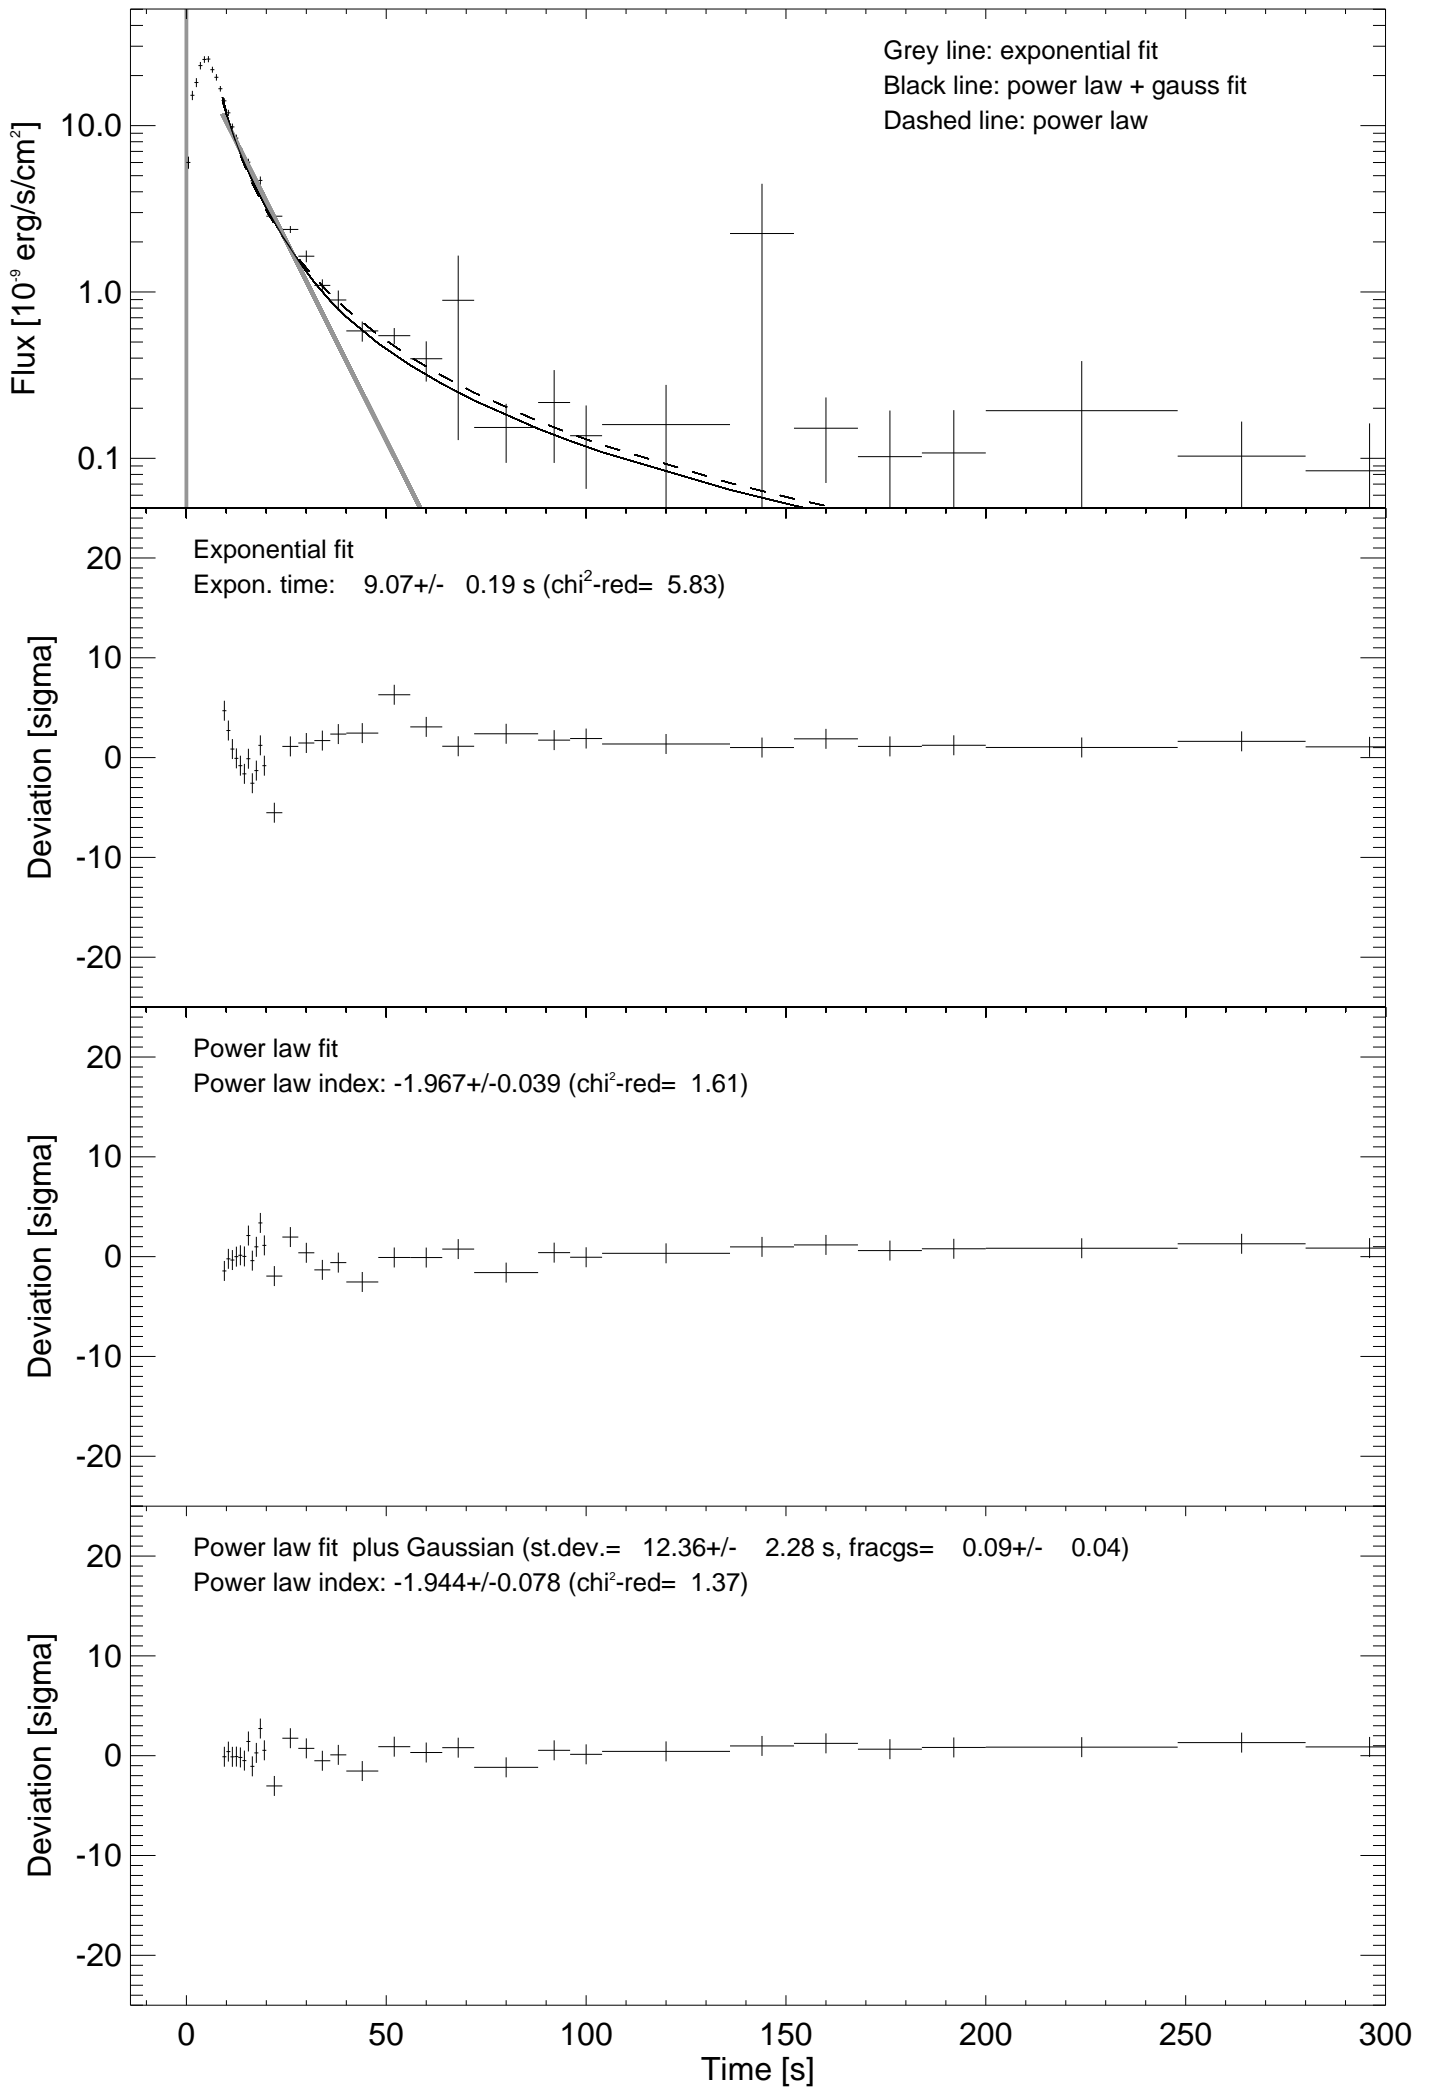 Grey line: exponential fit
Black line: power law + gauss fit
Dashed line: power law
Flux [10⁻⁹ erg/s/cm²]
10.0
1.0
0.1
Exponential fit
Expon. time: 9.07+/- 0.19 s (chi²-red= 5.83)
Deviation [sigma]
20
10
0
-10
-20
Power law fit
Power law index: -1.967+/-0.039 (chi²-red= 1.61)
Deviation [sigma]
20
10
0
-10
-20
Power law fit plus Gaussian (st.dev.= 12.36+/- 2.28 s, fracgs= 0.09+/- 0.04)
Power law index: -1.944+/-0.078 (chi²-red= 1.37)
Deviation [sigma]
20
10
0
-10
-20
0 50 100 150 200 250 300
Time [s]